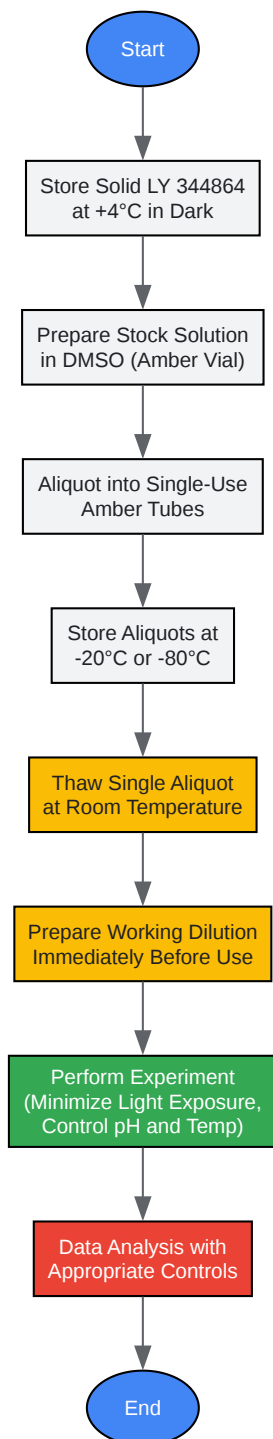 Start
Store Solid LY 344864
at +4°C in Dark
Prepare Stock Solution
in DMSO (Amber Vial)
Aliquot into Single-Use
Amber Tubes
Store Aliquots at
-20°C or -80°C
Thaw Single Aliquot
at Room Temperature
Prepare Working Dilution
Immediately Before Use
Perform Experiment
(Minimize Light Exposure,
Control pH and Temp)
Data Analysis with
Appropriate Controls
End